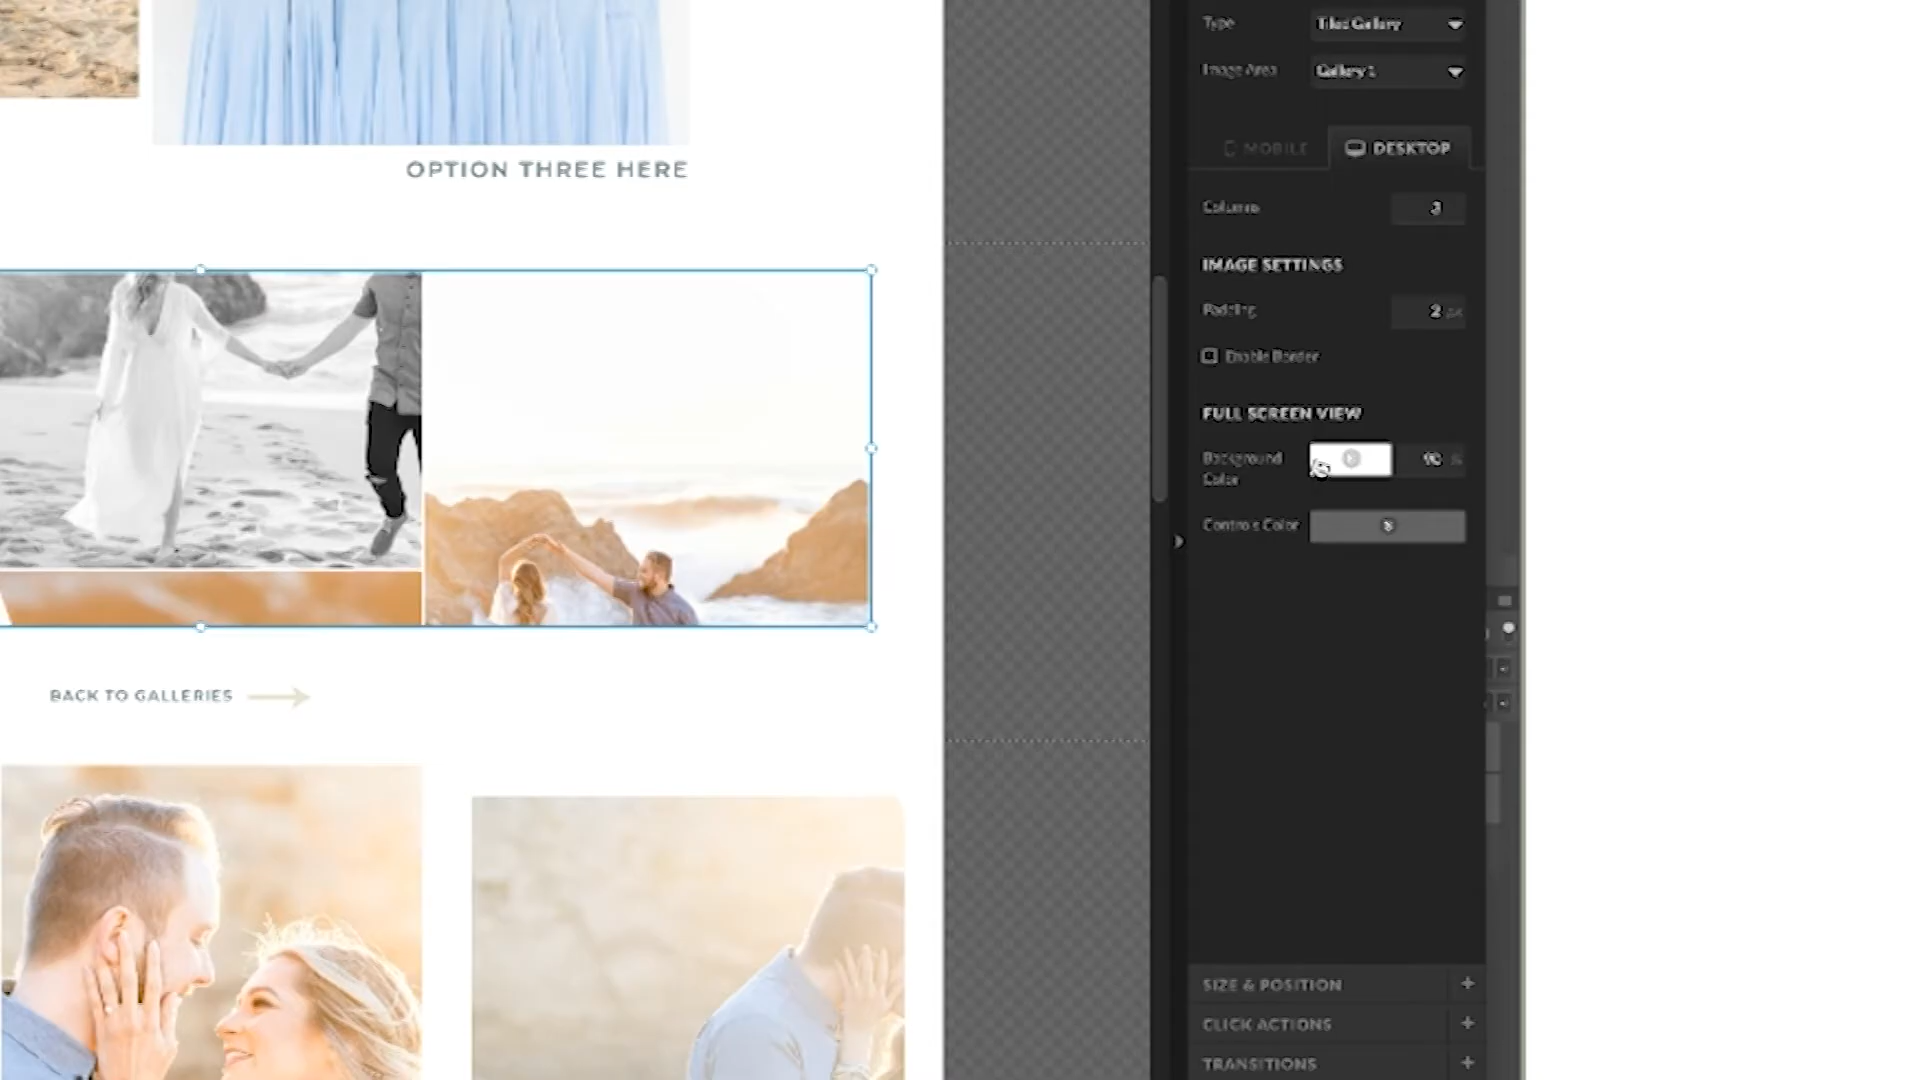 Type
Tiles Gallery
Image Area
Gallery 1
MOBILE
DESKTOP
OPTION THREE HERE
Columns
3
IMAGE SETTINGS
Padding
2 px
Enable Border
FULL SCREEN VIEW
Background
Color
Controls Color
BACK TO GALLERIES
SIZE & POSITION +
CLICK ACTIONS +
TRANSITIONS +